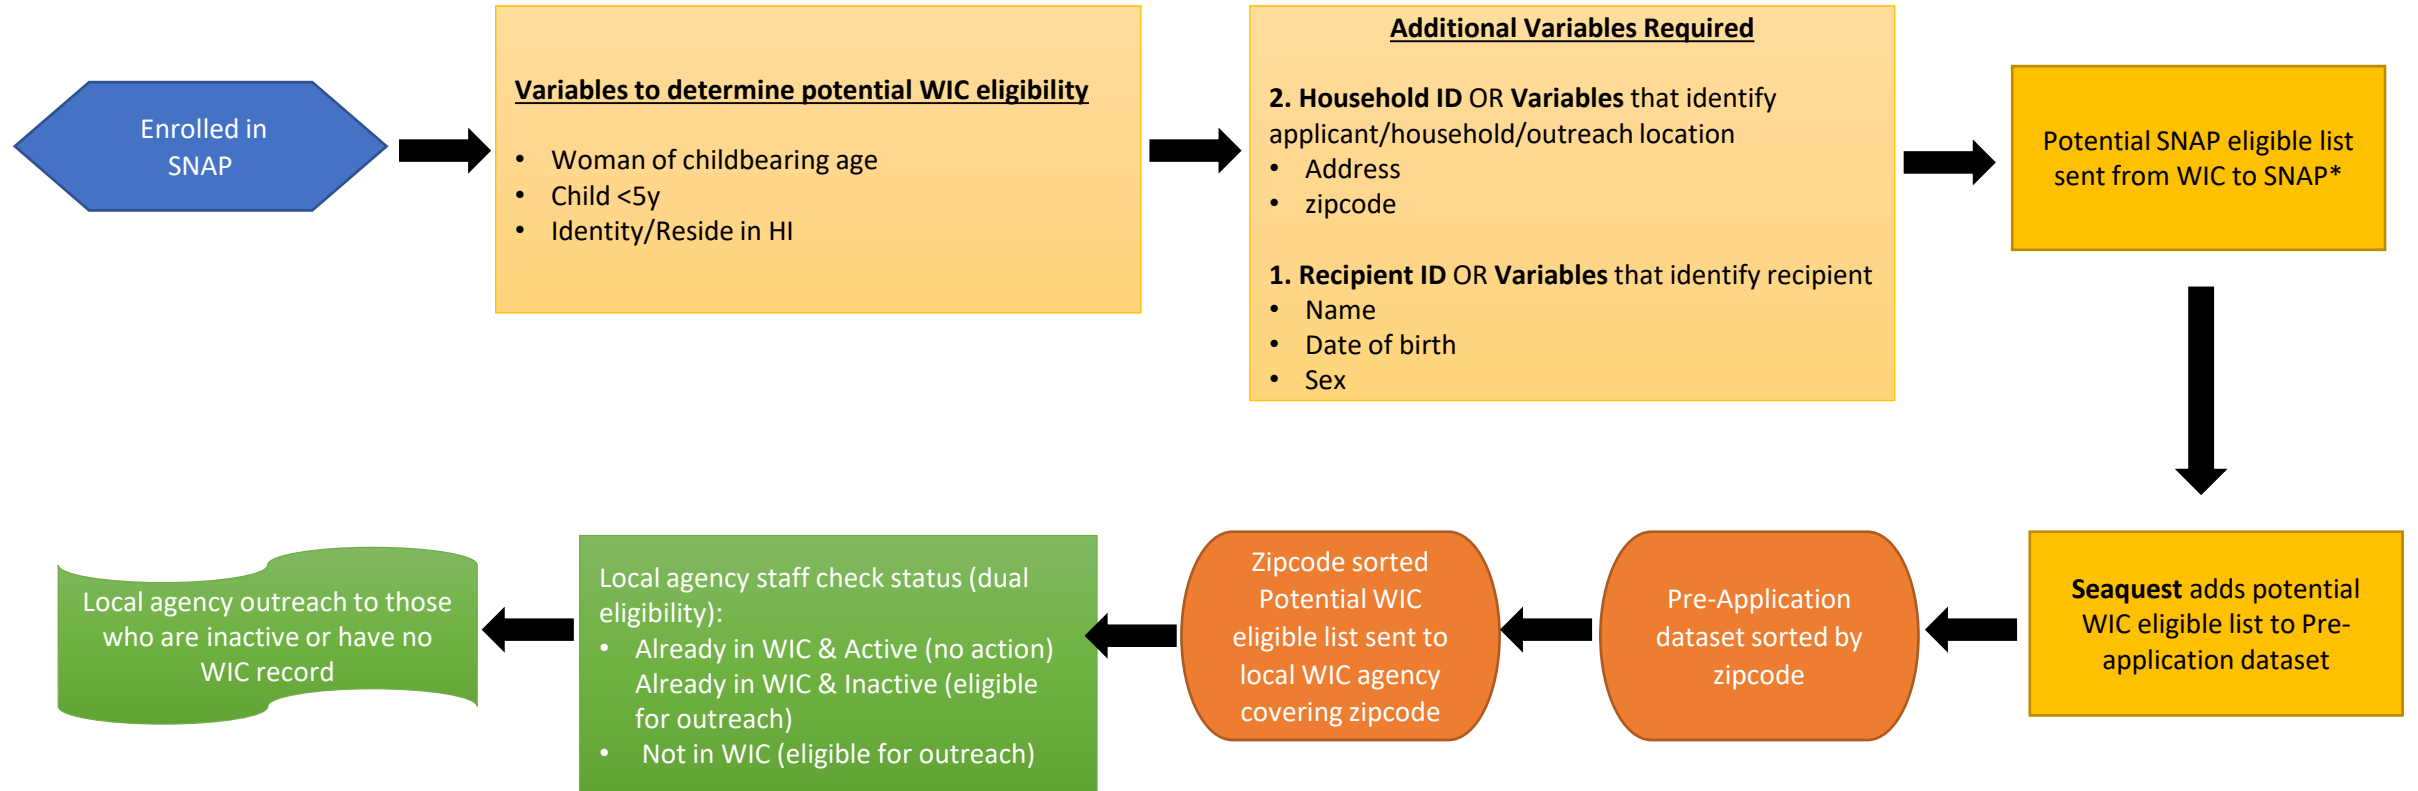 Enrolled in
SNAP
Variables to determine potential WIC eligibility
• Woman of childbearing age
• Child <5y
• Identity/Reside in HI
Additional Variables Required
2. Household ID OR Variables that identify
applicant/household/outreach location
• Address
• zipcode
1. Recipient ID OR Variables that identify recipient
• Name
• Date of birth
• Sex
Potential SNAP eligible list
sent from WIC to SNAP*
Seaquest adds potential
WIC eligible list to Pre-
application dataset
Pre-Application
dataset sorted by
zipcode
Zipcode sorted
Potential WIC
eligible list sent to
local WIC agency
covering zipcode
Local agency staff check status (dual
eligibility):
• Already in WIC & Active (no action)
Already in WIC & Inactive (eligible
for outreach)
• Not in WIC (eligible for outreach)
Local agency outreach to those
who are inactive or have no
WIC record